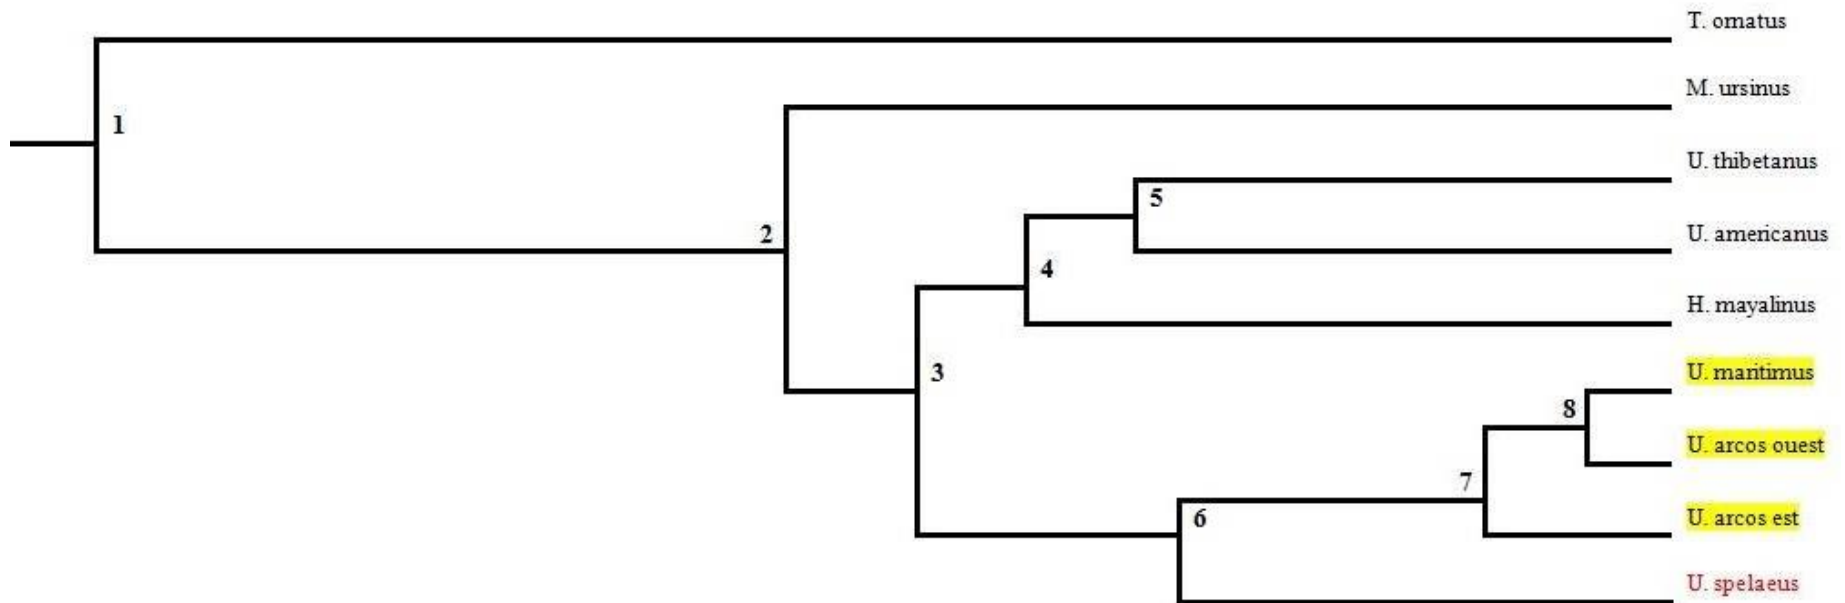 T. ornatus
M. ursinus
1
U. thibetanus
5
2
U. americanus
4
H. mayalinus
3
U. maritimus
8
U. arcos ouest
7
6
U. arcos est
U. spelaeus